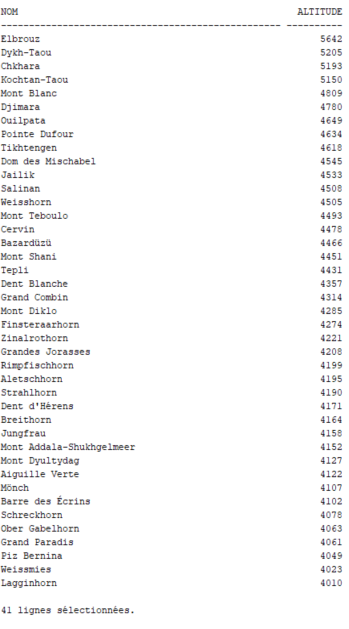 NOM ALTITUDE
-------------------------------------------------- ----------
Elbrouz 5642
Dykh-Taou 5205
Chkhara 5193
Kochtan-Taou 5150
Mont Blanc 4809
Djimara 4780
Ouilpata 4649
Pointe Dufour 4634
Tikhtengen 4618
Dom des Mischabel 4545
Jailik 4533
Salinan 4508
Weisshorn 4505
Mont Teboulo 4493
Cervin 4478
Bazardüzü 4466
Mont Shani 4451
Tepli 4431
Dent Blanche 4357
Grand Combin 4314
Mont Diklo 4285
Finsteraarhorn 4274
Zinalrothorn 4221
Grandes Jorasses 4208
Rimpfischhorn 4199
Aletschhorn 4195
Strahlhorn 4190
Dent d'Hérens 4171
Breithorn 4164
Jungfrau 4158
Mont Addala-Shukhgelmeer 4152
Mont Dyultydag 4127
Aiguille Verte 4122
Mönch 4107
Barre des Écrins 4102
Schreckhorn 4078
Ober Gabelhorn 4063
Grand Paradis 4061
Piz Bernina 4049
Weissmies 4023
Lagginhorn 4010
41 lignes sélectionnées.